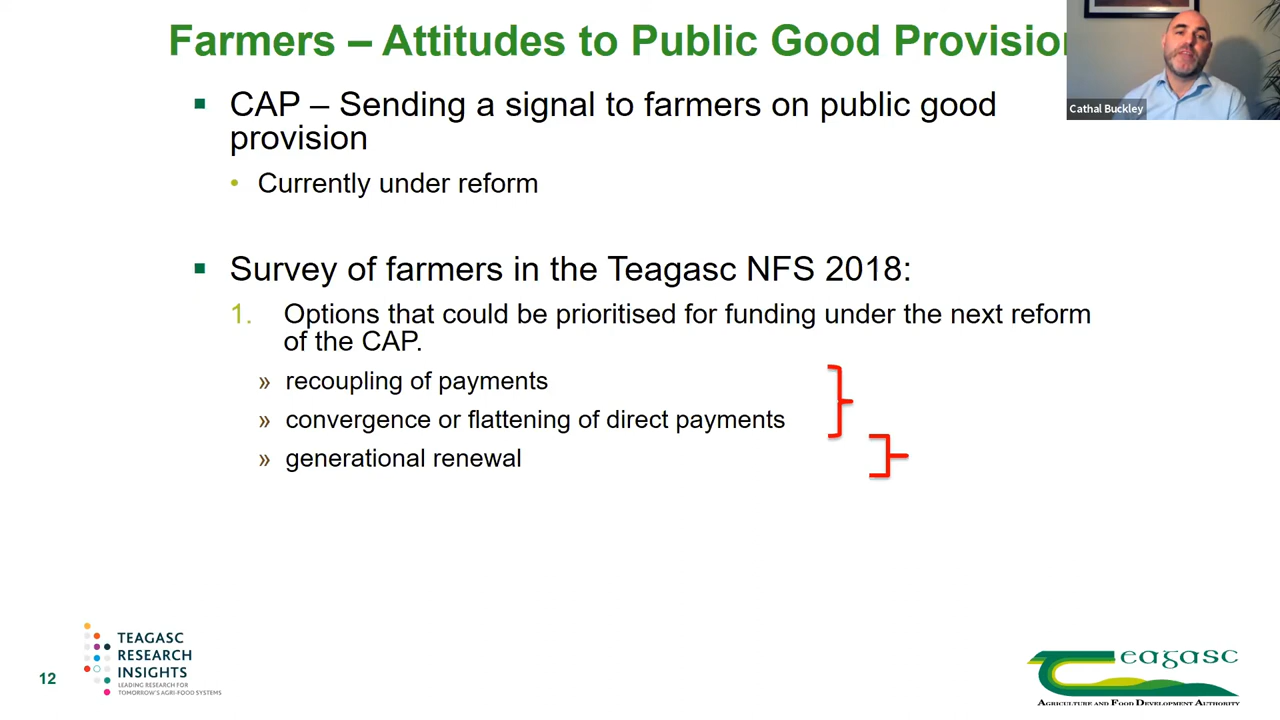 Farmers – Attitudes to Public Good Provision
Cathal Buckley
▪ CAP – Sending a signal to farmers on public good
provision
• Currently under reform
▪ Survey of farmers in the Teagasc NFS 2018:
1. Options that could be prioritised for funding under the next reform
of the CAP.
» recoupling of payments
» convergence or flattening of direct payments
» generational renewal
12
TEAGASC
RESEARCH
INSIGHTS
LEADING RESEARCH FOR
TOMORROW'S AGRI-FOOD SYSTEMS
Teagasc
AGRICULTURE AND FOOD DEVELOPMENT AUTHORITY